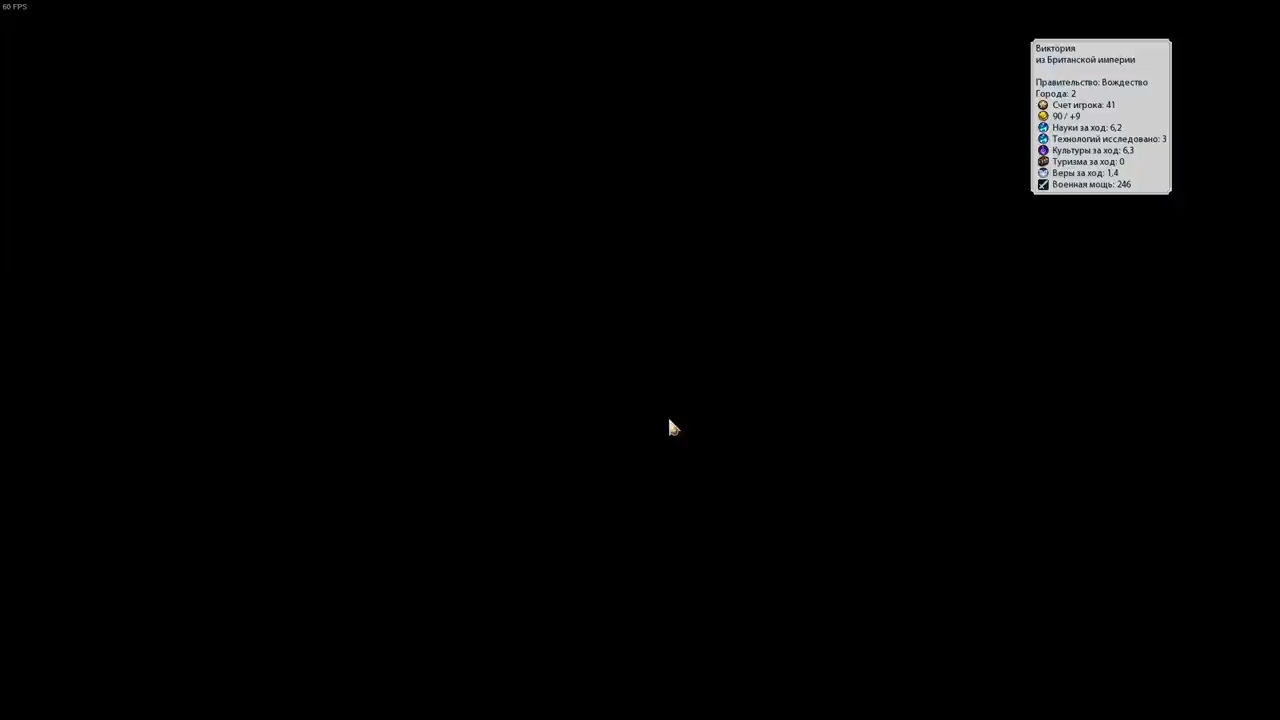 60 FPS
Виктория
из Британской империи
Правительство: Вождество
Города: 2
Счет игрока: 41
90 / +9
Науки за ход: 6,2
Технологий исследовано: 3
Культуры за ход: 6,3
Туризма за ход: 0
Веры за ход: 1,4
Военная мощь: 246